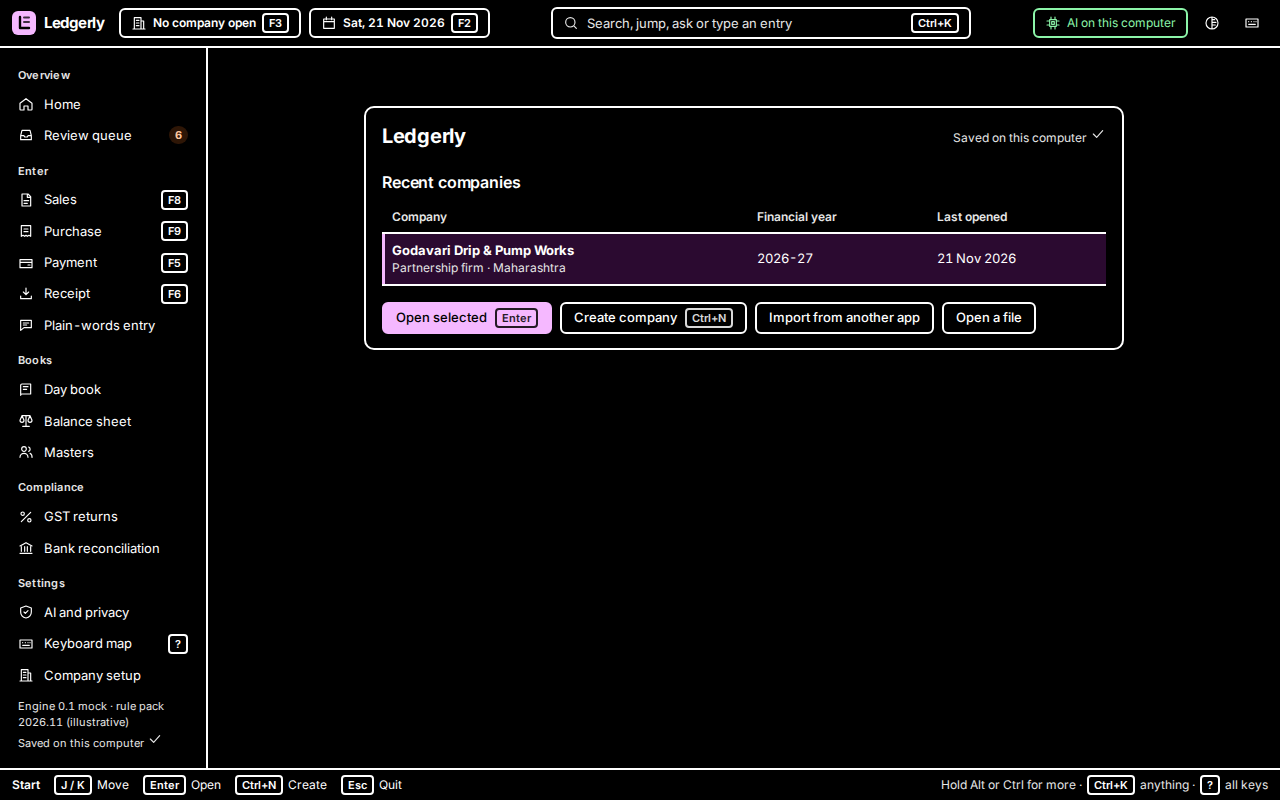 Ledgerly
No company open F3
Sat, 21 Nov 2026 F2
Search, jump, ask or type an entry Ctrl+K
AI on this computer
Overview
Home
Review queue 6
Enter
Sales F8
Purchase F9
Payment F5
Receipt F6
Plain-words entry
Books
Day book
Balance sheet
Masters
Compliance
GST returns
Bank reconciliation
Settings
AI and privacy
Keyboard map ?
Company setup
Engine 0.1 mock · rule pack
2026.11 (illustrative)
Saved on this computer
Ledgerly
Saved on this computer
Recent companies
Company Financial year Last opened
Godavari Drip & Pump Works
Partnership firm · Maharashtra
2026-27
21 Nov 2026
Open selected Enter
Create company Ctrl+N
Import from another app
Open a file
Start J / K Move Enter Open Ctrl+N Create Esc Quit
Hold Alt or Ctrl for more · Ctrl+K anything · ? all keys